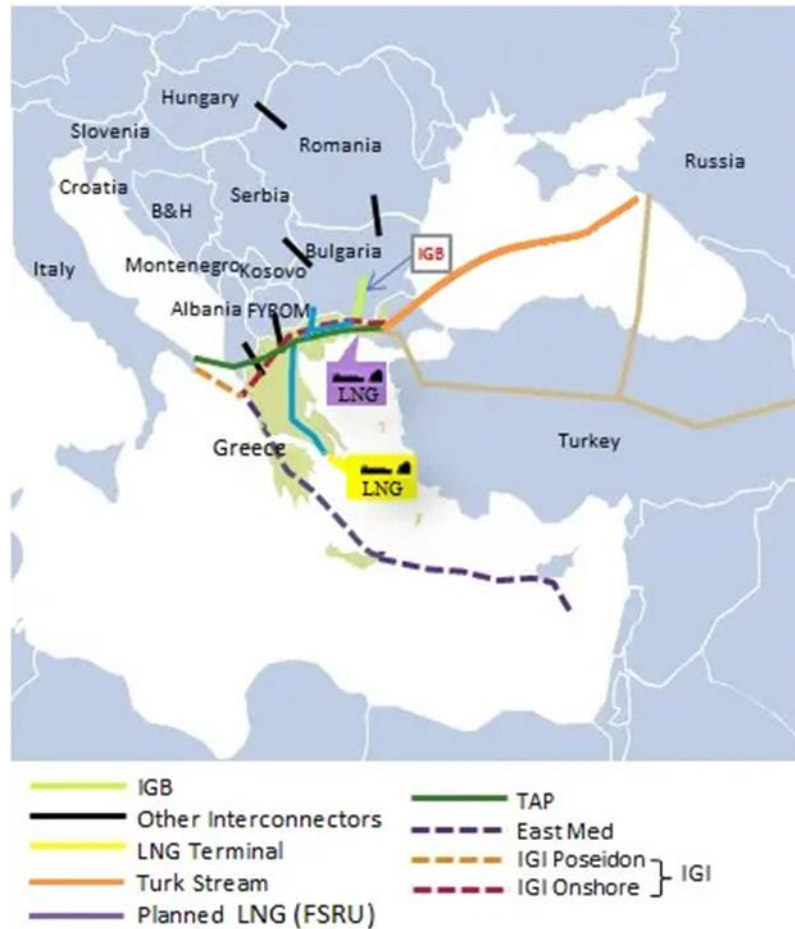 Hungary
Slovenia
Romania
Russia
Croatia
Serbia
B&H
Bulgaria
IGB
Italy
Montenegro
Kosovo
Albania
FYROM
LNG
Greece
Turkey
LNG
IGB
Other Interconnectors
LNG Terminal
Turk Stream
Planned LNG (FSRU)
TAP
East Med
IGI Poseidon
IGI Onshore
IGI